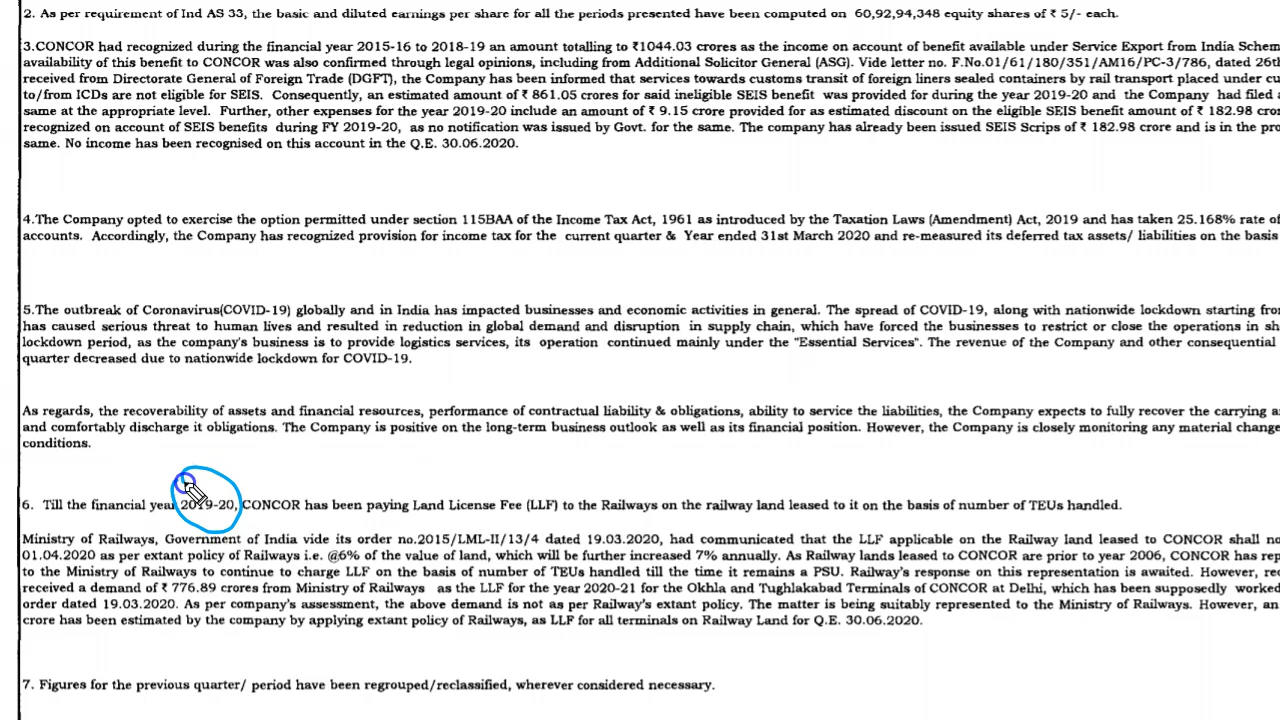 2. As per requirement of Ind AS 33, the basic and diluted earnings per share for all the periods presented have been computed on 60,92,94,348 equity shares of ₹ 5/- each.
3.CONCOR had recognized during the financial year 2015-16 to 2018-19 an amount totalling to ₹1044.03 crores as the income on account of benefit available under Service Export from India Schem
availability of this benefit to CONCOR was also confirmed through legal opinions, including from Additional Solicitor General (ASG). Vide letter no. F.No.01/61/180/351/AM16/PC-3/786, dated 26th
received from Directorate General of Foreign Trade (DGFT), the Company has been informed that services towards customs transit of foreign liners sealed containers by rail transport placed under cu
to/from ICDs are not eligible for SEIS. Consequently, an estimated amount of ₹ 861.05 crores for said ineligible SEIS benefit was provided for during the year 2019-20 and the Company had filed a
same at the appropriate level. Further, other expenses for the year 2019-20 include an amount of ₹ 9.15 crore provided for as estimated discount on the eligible SEIS benefit amount of ₹ 182.98 cro
recognized on account of SEIS benefits during FY 2019-20, as no notification was issued by Govt. for the same. The company has already been issued SEIS Scrips of ₹ 182.98 crore and is in the pro
same. No income has been recognised on this account in the Q.E. 30.06.2020.
4.The Company opted to exercise the option permitted under section 115BAA of the Income Tax Act, 1961 as introduced by the Taxation Laws (Amendment) Act, 2019 and has taken 25.168% rate of
accounts. Accordingly, the Company has recognized provision for income tax for the current quarter & Year ended 31st March 2020 and re-measured its deferred tax assets/ liabilities on the basis
5.The outbreak of Coronavirus(COVID-19) globally and in India has impacted businesses and economic activities in general. The spread of COVID-19, along with nationwide lockdown starting fro
has caused serious threat to human lives and resulted in reduction in global demand and disruption in supply chain, which have forced the businesses to restrict or close the operations in sh
lockdown period, as the company's business is to provide logistics services, its operation continued mainly under the "Essential Services". The revenue of the Company and other consequential
quarter decreased due to nationwide lockdown for COVID-19.
As regards, the recoverability of assets and financial resources, performance of contractual liability & obligations, ability to service the liabilities, the Company expects to fully recover the carrying a
and comfortably discharge it obligations. The Company is positive on the long-term business outlook as well as its financial position. However, the Company is closely monitoring any material change
conditions.
6. Till the financial year 2019-20, CONCOR has been paying Land License Fee (LLF) to the Railways on the railway land leased to it on the basis of number of TEUs handled.
Ministry of Railways, Government of India vide its order no.2015/LML-II/13/4 dated 19.03.2020, had communicated that the LLF applicable on the Railway land leased to CONCOR shall no
01.04.2020 as per extant policy of Railways i.e. @6% of the value of land, which will be further increased 7% annually. As Railway lands leased to CONCOR are prior to year 2006, CONCOR has rep
to the Ministry of Railways to continue to charge LLF on the basis of number of TEUs handled till the time it remains a PSU. Railway's response on this representation is awaited. However, rec
received a demand of ₹ 776.89 crores from Ministry of Railways as the LLF for the year 2020-21 for the Okhla and Tughlakabad Terminals of CONCOR at Delhi, which has been supposedly worked
order dated 19.03.2020. As per company's assessment, the above demand is not as per Railway's extant policy. The matter is being suitably represented to the Ministry of Railways. However, an
crore has been estimated by the company by applying extant policy of Railways, as LLF for all terminals on Railway Land for Q.E. 30.06.2020.
7. Figures for the previous quarter/ period have been regrouped/reclassified, wherever considered necessary.